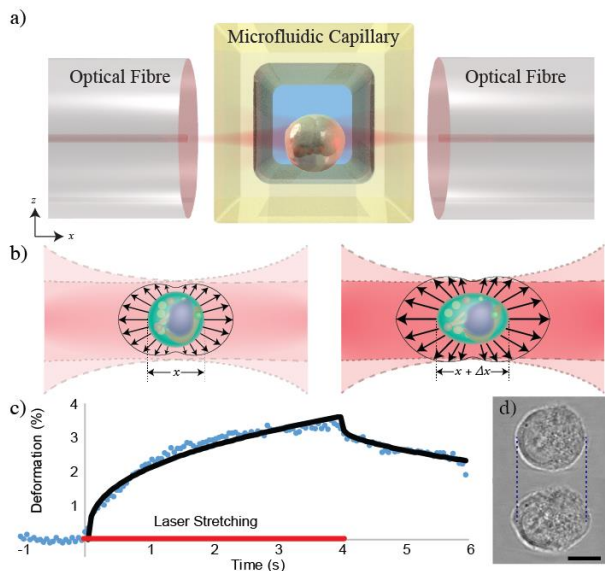 a)
Microfluidic Capillary
Optical Fibre
Optical Fibre
z
x
b)
x
x + Δx
c)
d)
Deformation (%)
4
3
2
1
0
Laser Stretching
-1
0
1
2
3
4
5
6
Time (s)